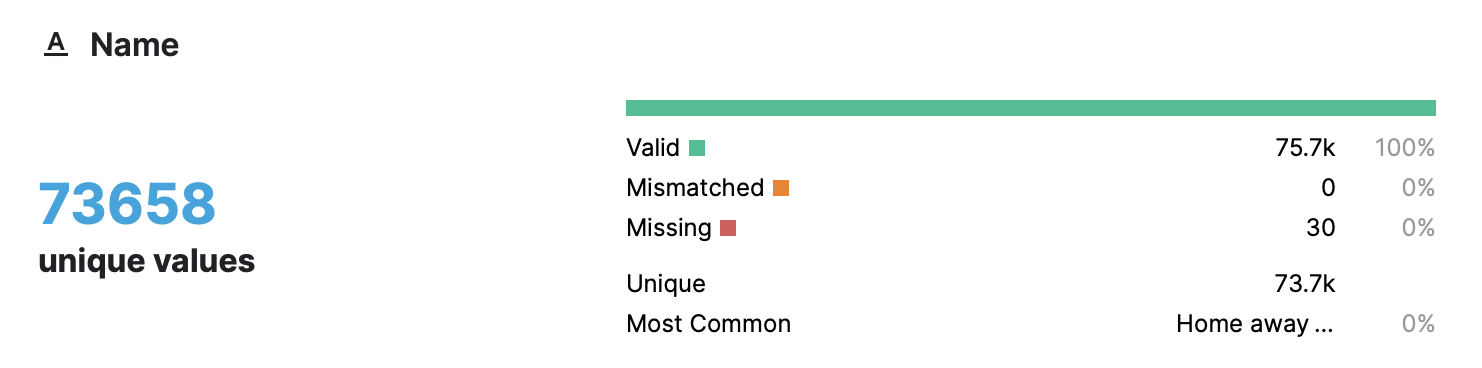 A Name
73658
unique values
Valid 75.7k 100%
Mismatched 0 0%
Missing 30 0%
Unique 73.7k
Most Common Home away ... 0%